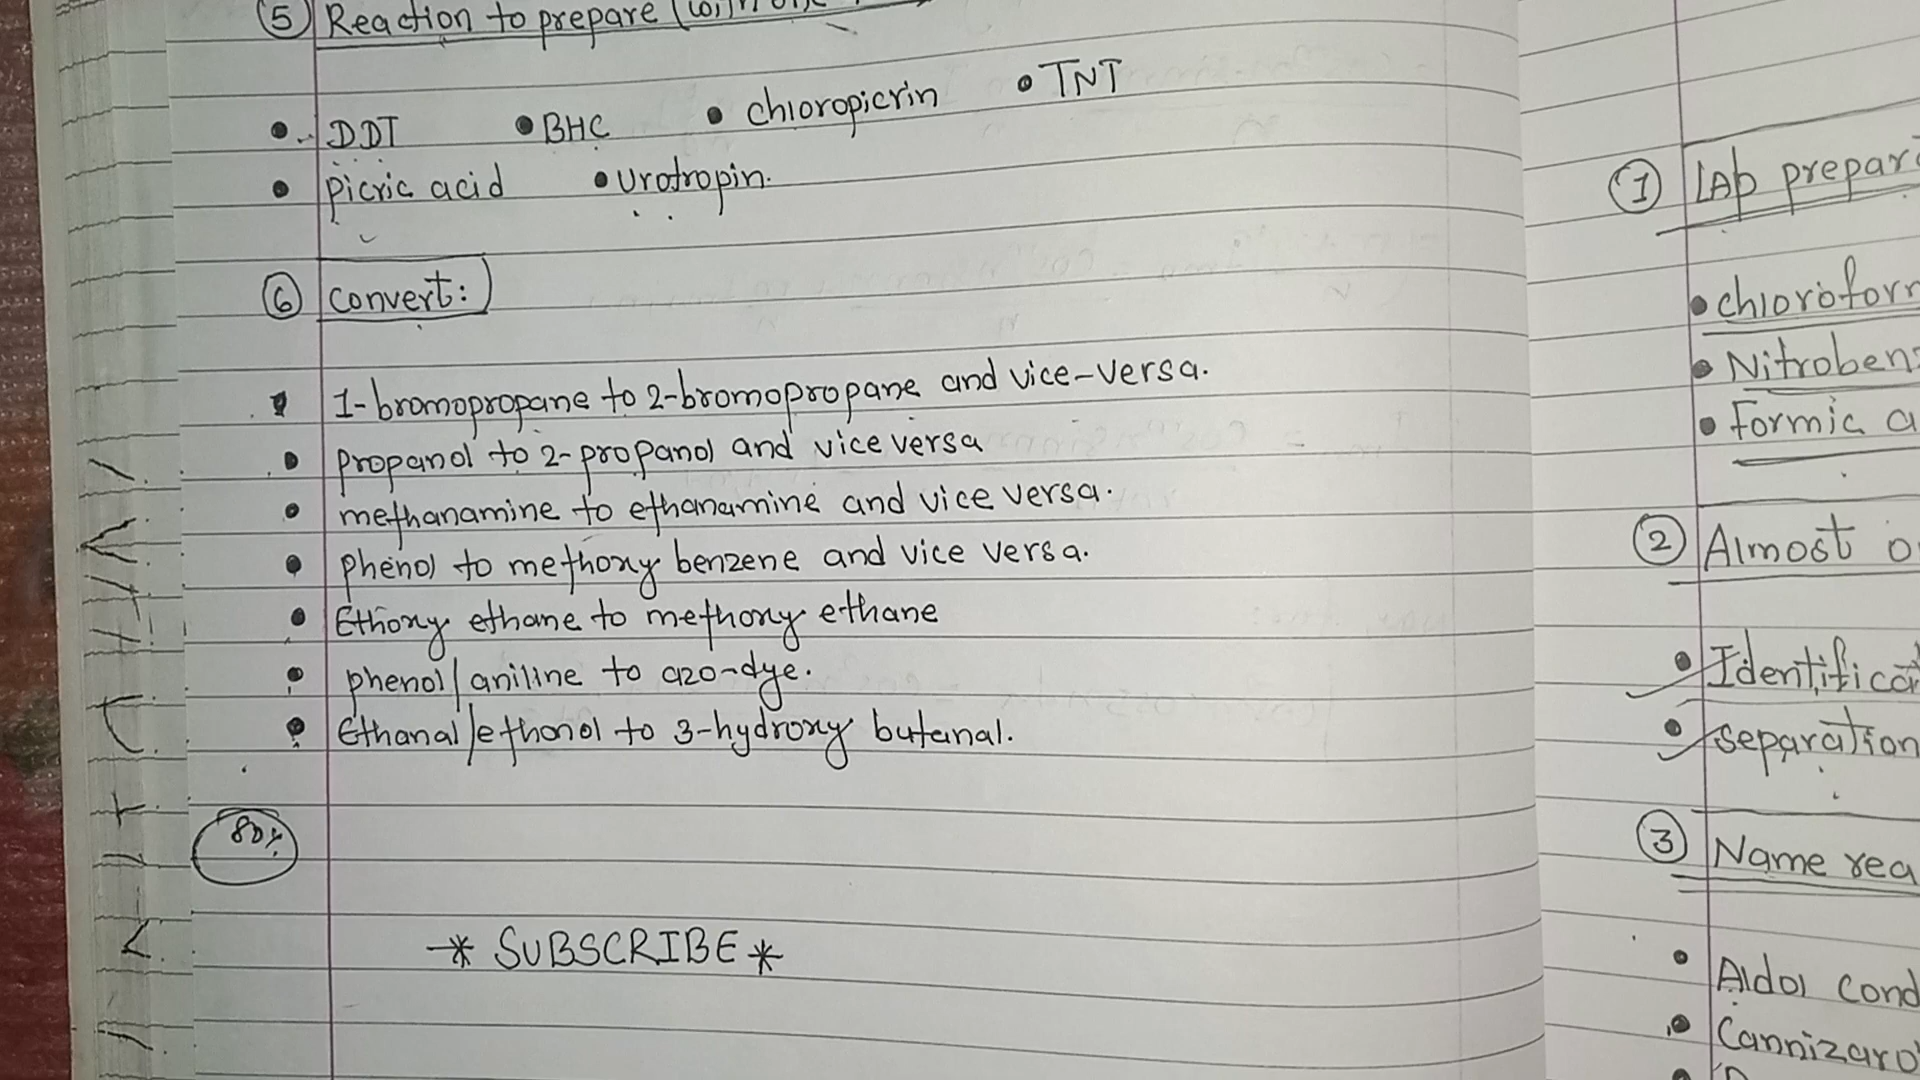 ⑤ Reaction to prepare
• DDT • BHC • chloropicrin • TNT
• picric acid • urotropin.
⑥ convert:
• 1-bromopropane to 2-bromopropane and vice-versa.
• propanol to 2-propanol and vice versa
• methanamine to ethanamine and vice versa.
• phenol to methoxy benzene and vice versa.
• Ethoxy ethane to methoxy ethane
• phenol/aniline to azo-dye.
• Ethanal/ethanol to 3-hydroxy butanal.
80%
* SUBSCRIBE *
① Lab prepar
• chloroform
• Nitroben
• Formic a
② Almost
• Identifica
• separation
③ Name rea
• Aldol cond
• Cannizaro